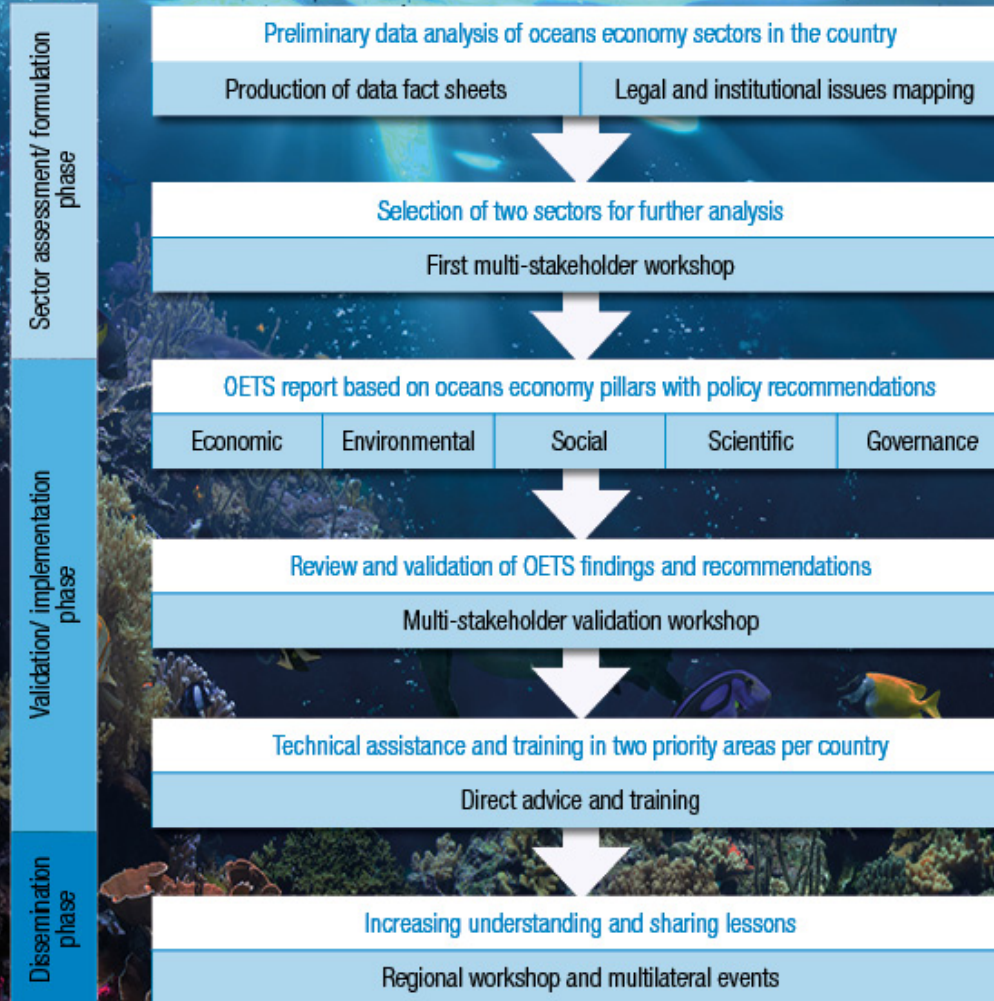 Sector assessment/ formulation
phase
Preliminary data analysis of oceans economy sectors in the country
Production of data fact sheets
Legal and institutional issues mapping
Selection of two sectors for further analysis
First multi-stakeholder workshop
Validation/ implementation
phase
OETS report based on oceans economy pillars with policy recommendations
Economic
Environmental
Social
Scientific
Governance
Review and validation of OETS findings and recommendations
Multi-stakeholder validation workshop
Technical assistance and training in two priority areas per country
Direct advice and training
Dissemination
phase
Increasing understanding and sharing lessons
Regional workshop and multilateral events